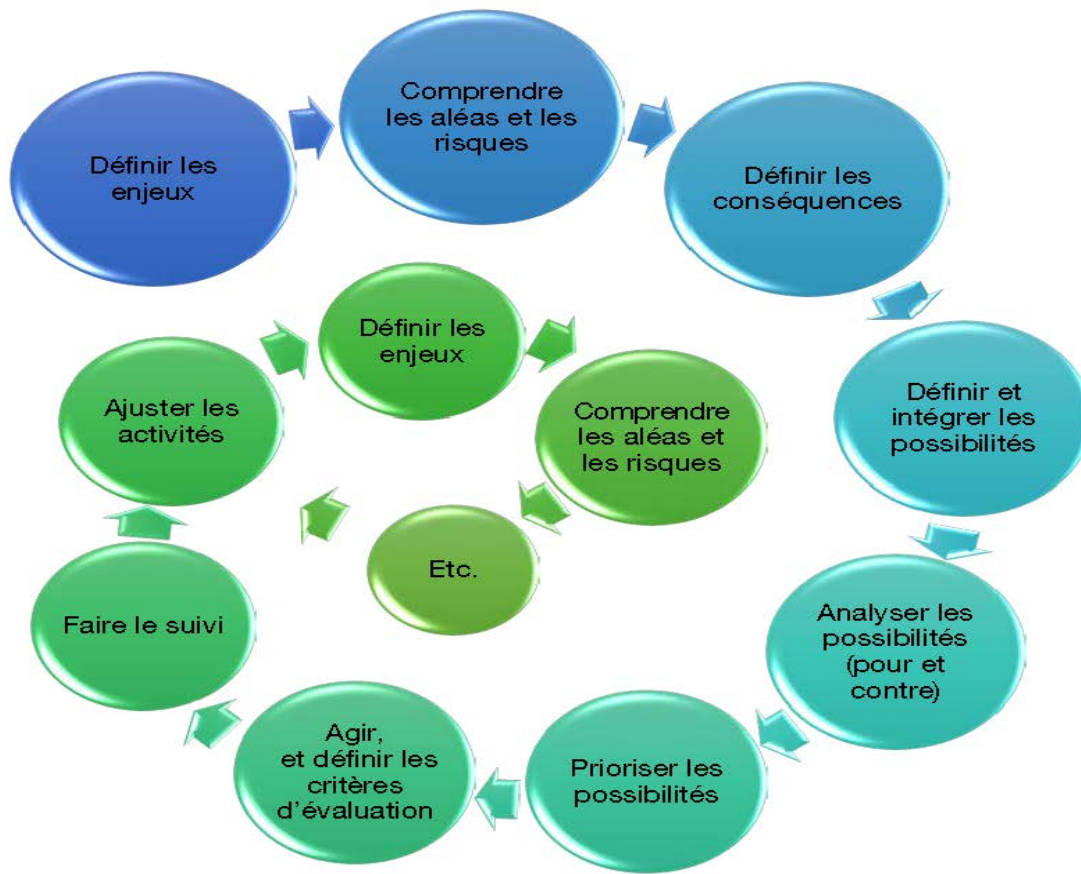 Définir les
enjeux
Comprendre
les aléas et les
risques
Définir les
conséquences
Définir et
intégrer les
possibilités
Analyser les
possibilités
(pour et
contre)
Prioriser les
possibilités
Agir,
et définir les
critères
d'évaluation
Faire le suivi
Ajuster les
activités
Définir les
enjeux
Comprendre
les aléas et
les risques
Etc.